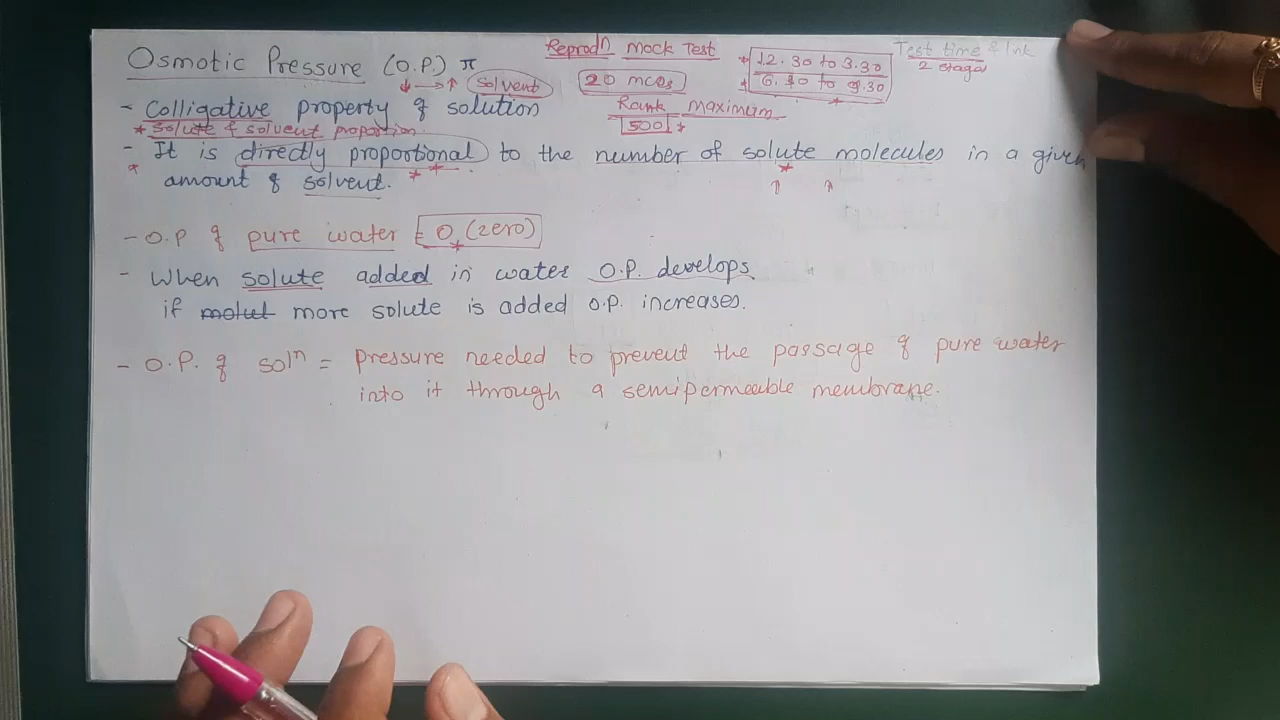 Osmotic Pressure (O.P.) π
↓ → ↑ solvent
Reprodⁿ Mock Test
20 mcqs
Rank Maximum
500
12.30 to 3.30
to 9.30
Test time & link
2 stages
- Colligative property of solution
* solute & solvent proportion.
- It is directly proportional to the number of solute molecules in a given
amount of solvent.
- O.P of pure water = 0 (zero)
- When solute added in water O.P. develops
if more solute is added O.P. increases.
- O.P. of solⁿ = pressure needed to prevent the passage of pure water
into it through a semipermeable membrane.